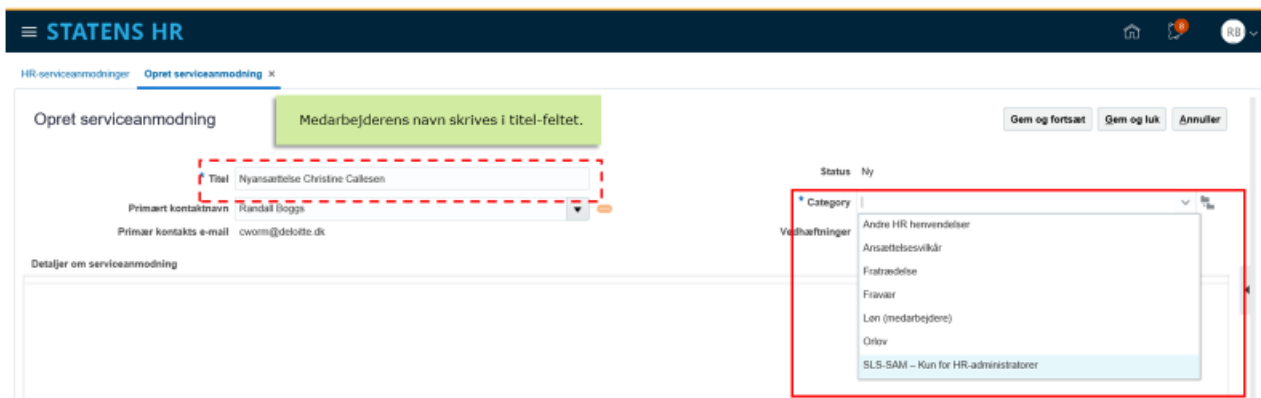 STATENS HR
8
RB
HR-serviceanmodninger Opret serviceanmodning ×
Opret serviceanmodning
Medarbejderens navn skrives i titel-feltet.
Gem og fortsæt Gem og luk Annuller
* Titel Nyansættelse Christine Callesen
Status Ny
Primært kontaktnavn Randall Boggs
* Category
Primær kontakts e-mail cworm@deloitte.dk
Vedhæftninger
Andre HR henvendelser
Ansættelsesvilkår
Fratrædelse
Fravær
Løn (medarbejdere)
Orlov
SLS-SAM – Kun for HR-administratorer
Detaljer om serviceanmodning